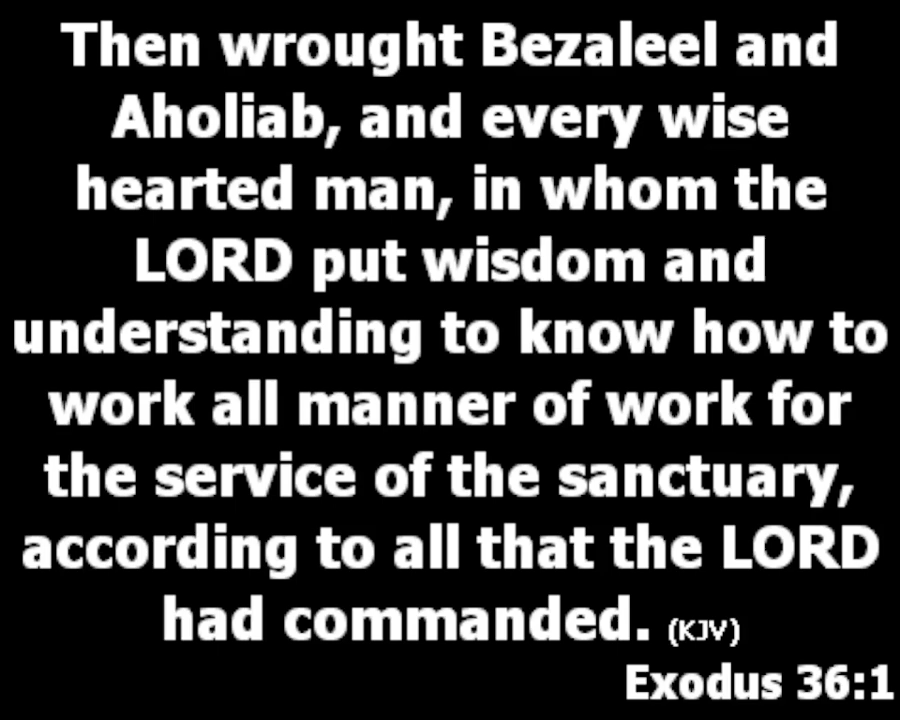 Then wrought Bezaleel and
Aholiab, and every wise
hearted man, in whom the
LORD put wisdom and
understanding to know how to
work all manner of work for
the service of the sanctuary,
according to all that the LORD
had commanded. (KJV)
Exodus 36:1